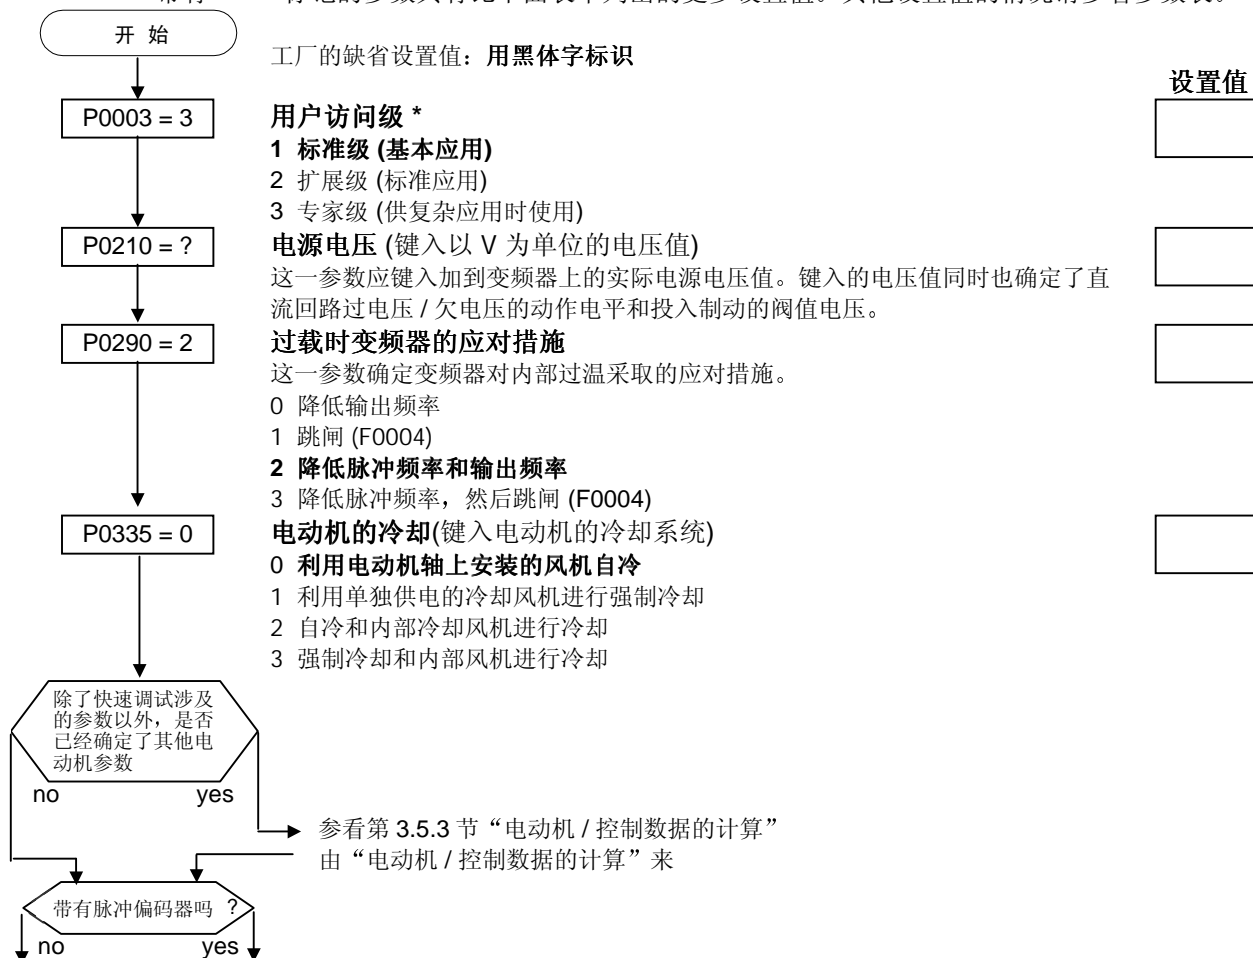 开 始
工厂的缺省设置值：用黑体字标识
设置值
P0003 = 3
用户访问级 *
1 标准级 (基本应用)
2 扩展级 (标准应用)
3 专家级 (供复杂应用时使用)
P0210 = ?
电源电压 (键入以 V 为单位的电压值)
这一参数应键入加到变频器上的实际电源电压值。键入的电压值同时也确定了直
流回路过电压 / 欠电压的动作电平和投入制动的阀值电压。
P0290 = 2
过载时变频器的应对措施
这一参数确定变频器对内部过温采取的应对措施。
0 降低输出频率
1 跳闸 (F0004)
2 降低脉冲频率和输出频率
3 降低脉冲频率，然后跳闸 (F0004)
P0335 = 0
电动机的冷却(键入电动机的冷却系统)
0 利用电动机轴上安装的风机自冷
1 利用单独供电的冷却风机进行强制冷却
2 自冷和内部冷却风机进行冷却
3 强制冷却和内部风机进行冷却
除了快速调试涉及
的参数以外，是否
已经确定了其他电
动机参数
no yes
参看第 3.5.3 节“电动机 / 控制数据的计算”
由“电动机 / 控制数据的计算”来
带有脉冲偏码器吗 ?
no yes